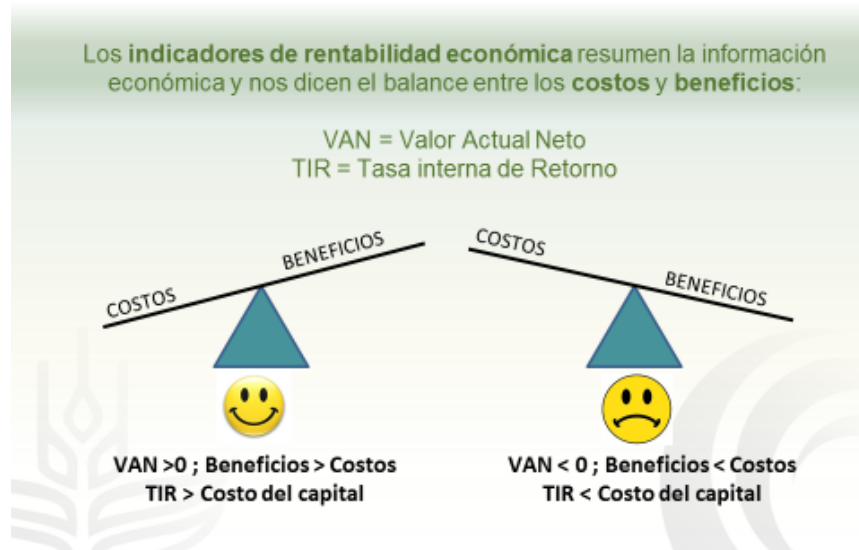 Los indicadores de rentabilidad económica resumen la información
económica y nos dicen el balance entre los costos y beneficios:
VAN = Valor Actual Neto
TIR = Tasa interna de Retorno
COSTOS
BENEFICIOS
COSTOS
BENEFICIOS
VAN >0 ; Beneficios > Costos
TIR > Costo del capital
VAN < 0 ; Beneficios < Costos
TIR < Costo del capital